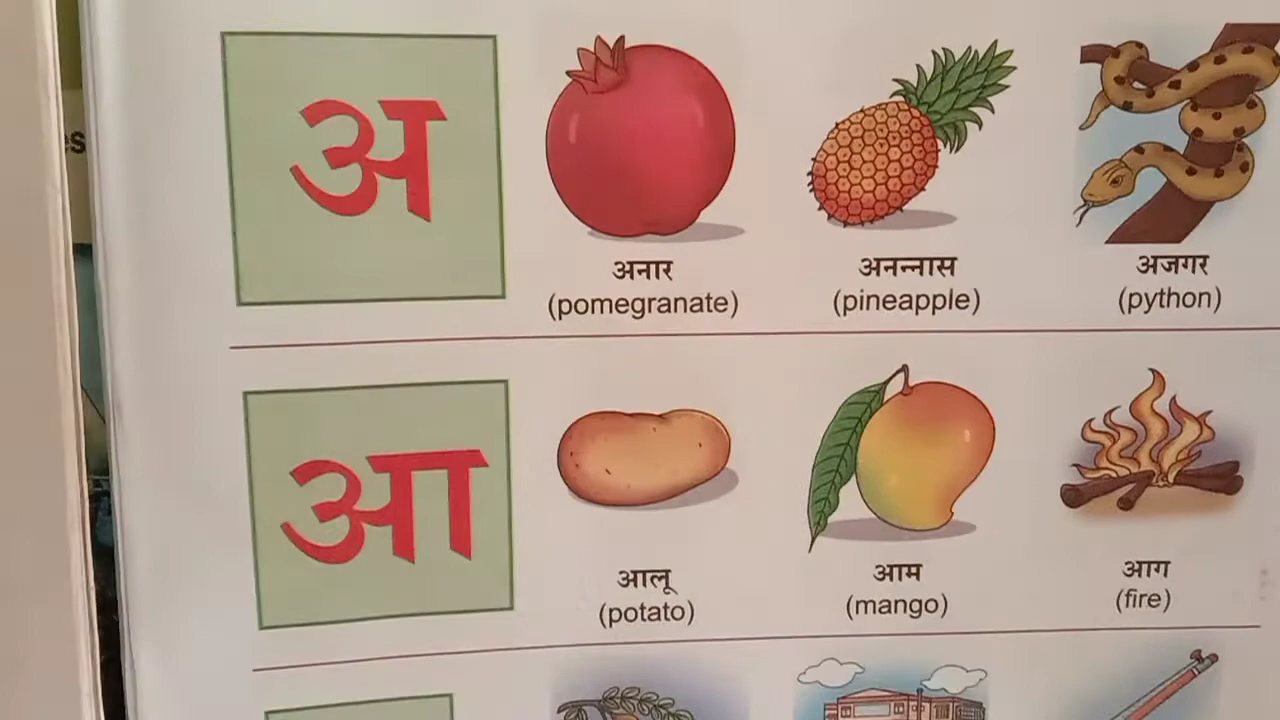 अ
अनार
(pomegranate)
अनन्नास
(pineapple)
अजगर
(python)
आ
आलू
(potato)
आम
(mango)
आग
(fire)